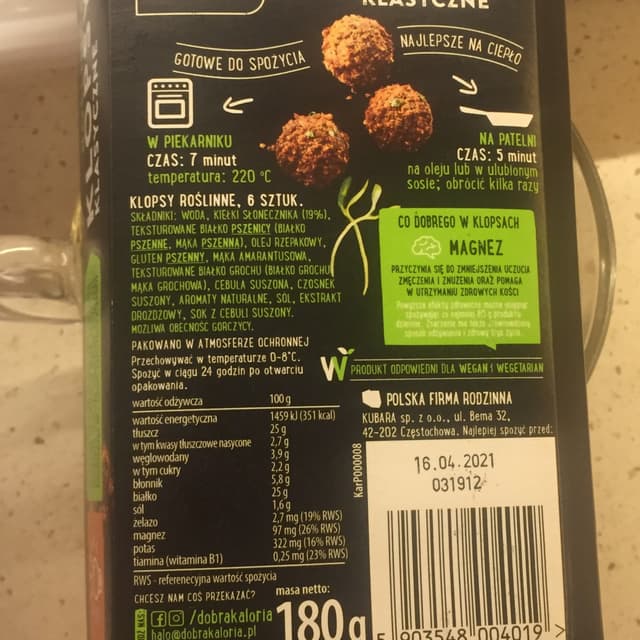 KLASYCZNE
GOTOWE DO SPOŻYCIA
NAJLEPSZE NA CIEPŁO
W PIEKARNIKU
CZAS: 7 minut
temperatura: 220 °C
NA PATELNI
CZAS: 5 minut
na oleju lub w ulubionym
sosie; obrócić kilka razy
KLOPSY ROŚLINNE, 6 SZTUK.
SKŁADNIKI: WODA, KIEŁKI SŁONECZNIKA (19%),
TEKSTUROWANE BIAŁKO PSZENICY (BIAŁKO
PSZENNE, MĄKA PSZENNA), OLEJ RZEPAKOWY,
GLUTEN PSZENNY, MĄKA AMARANTUSOWA,
TEKSTUROWANE BIAŁKO GROCHU (BIAŁKO GROCHU
MĄKA GROCHOWA), CEBULA SUSZONA, CZOSNEK
SUSZONY, AROMATY NATURALNE, SÓL, EKSTRAKT
DROŻDŻOWY, SOK Z CEBULI SUSZONY.
MOŻLIWA OBECNOŚĆ GORCZYCY.
PAKOWANO W ATMOSFERZE OCHRONNEJ
Przechowywać w temperaturze 0-8°C.
Spożyć w ciągu 24 godzin po otwarciu
opakowania.
CO DOBREGO W KLOPSACH
MAGNEZ
PRZYCZYNIA SIĘ DO ZMNIEJSZENIA UCZUCIA
ZMĘCZENIA I ZNUŻENIA ORAZ POMAGA
W UTRZYMANIU ZDROWYCH KOŚCI
PRODUKT ODPOWIEDNI DLA WEGAN I WEGETARIAN
wartość odżywcza 100 g
wartość energetyczna 1459 kJ (351 kcal)
tłuszcz 25 g
w tym kwasy tłuszczowe nasycone 2,7 g
węglowodany 3,9 g
w tym cukry 2,2 g
błonnik 5,8 g
białko 25 g
sól 1,6 g
żelazo 2,7 mg (19% RWS)
magnez 97 mg (26% RWS)
potas 322 mg (16% RWS)
tiamina (witamina B1) 0,25 mg (23% RWS)
RWS - referencyjna wartość spożycia
CHCESZ NAM COŚ PRZEKAZAĆ?
/dobrakaloria
halo@dobrakaloria.pl
masa netto:
180g
POLSKA FIRMA RODZINNA
KUBARA sp. z o.o., ul. Bema 32,
42-202 Częstochowa. Najlepiej spożyć przed:
KarP000008
16.04.2021
031912
5 903548 004019 >